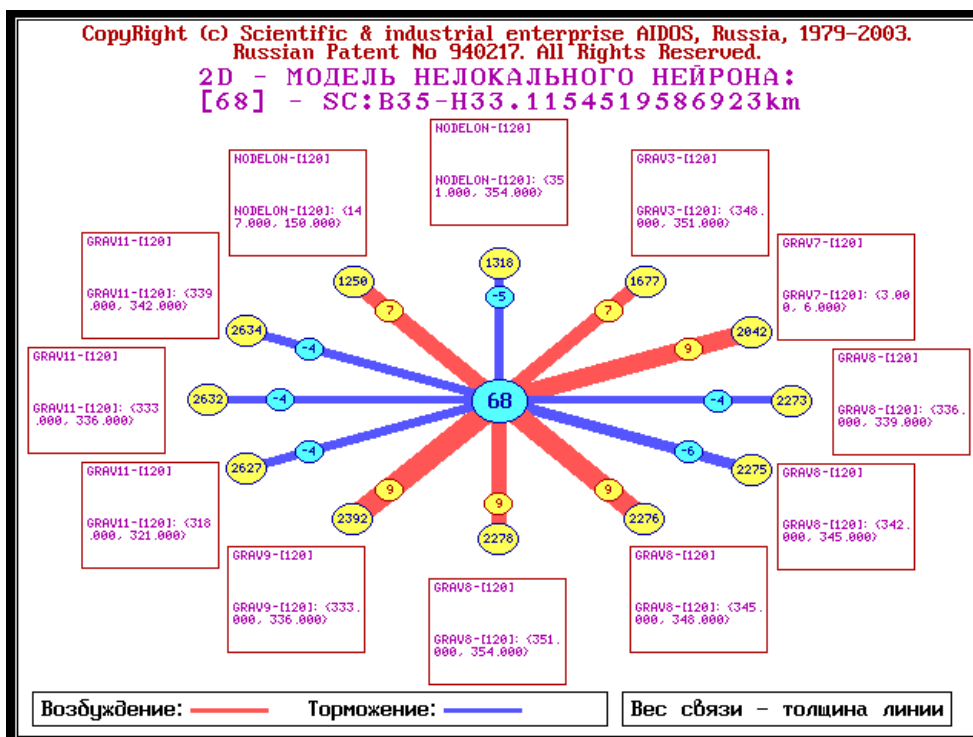 CopyRight (c) Scientific & industrial enterprise AIDOS, Russia, 1979-2003.
Russian Patent No 940217. All Rights Reserved.
2D - МОДЕЛЬ НЕЛОКАЛЬНОГО НЕЙРОНА:
[68] - SC:B35-H33.1154519586923km
NODELON-[120]
NODELON-[120]: {35
1.000, 354.000}
NODELON-[120]
NODELON-[120]: {14
7.000, 150.000}
GRAV3-[120]
GRAV3-[120]: {348.
000, 351.000}
GRAV11-[120]
GRAV11-[120]: {339
.000, 342.000}
GRAV7-[120]
GRAV7-[120]: {3.00
0, 6.000}
1318
1250
1677
-5
7
7
2634
2042
-4
9
GRAV11-[120]
GRAV11-[120]: {333
.000, 336.000}
GRAV8-[120]
GRAV8-[120]: {336.
000, 339.000}
2632
-4
68
-4
2273
-4
-6
2627
2275
GRAV11-[120]
GRAV11-[120]: {318
.000, 321.000}
GRAV8-[120]
GRAV8-[120]: {342.
000, 345.000}
9
9
9
2392
2278
2276
GRAV9-[120]
GRAV9-[120]: {333.
000, 336.000}
GRAV8-[120]
GRAV8-[120]: {351.
000, 354.000}
GRAV8-[120]
GRAV8-[120]: {345.
000, 348.000}
Возбуждение: Торможение:
Вес связи - толщина линии